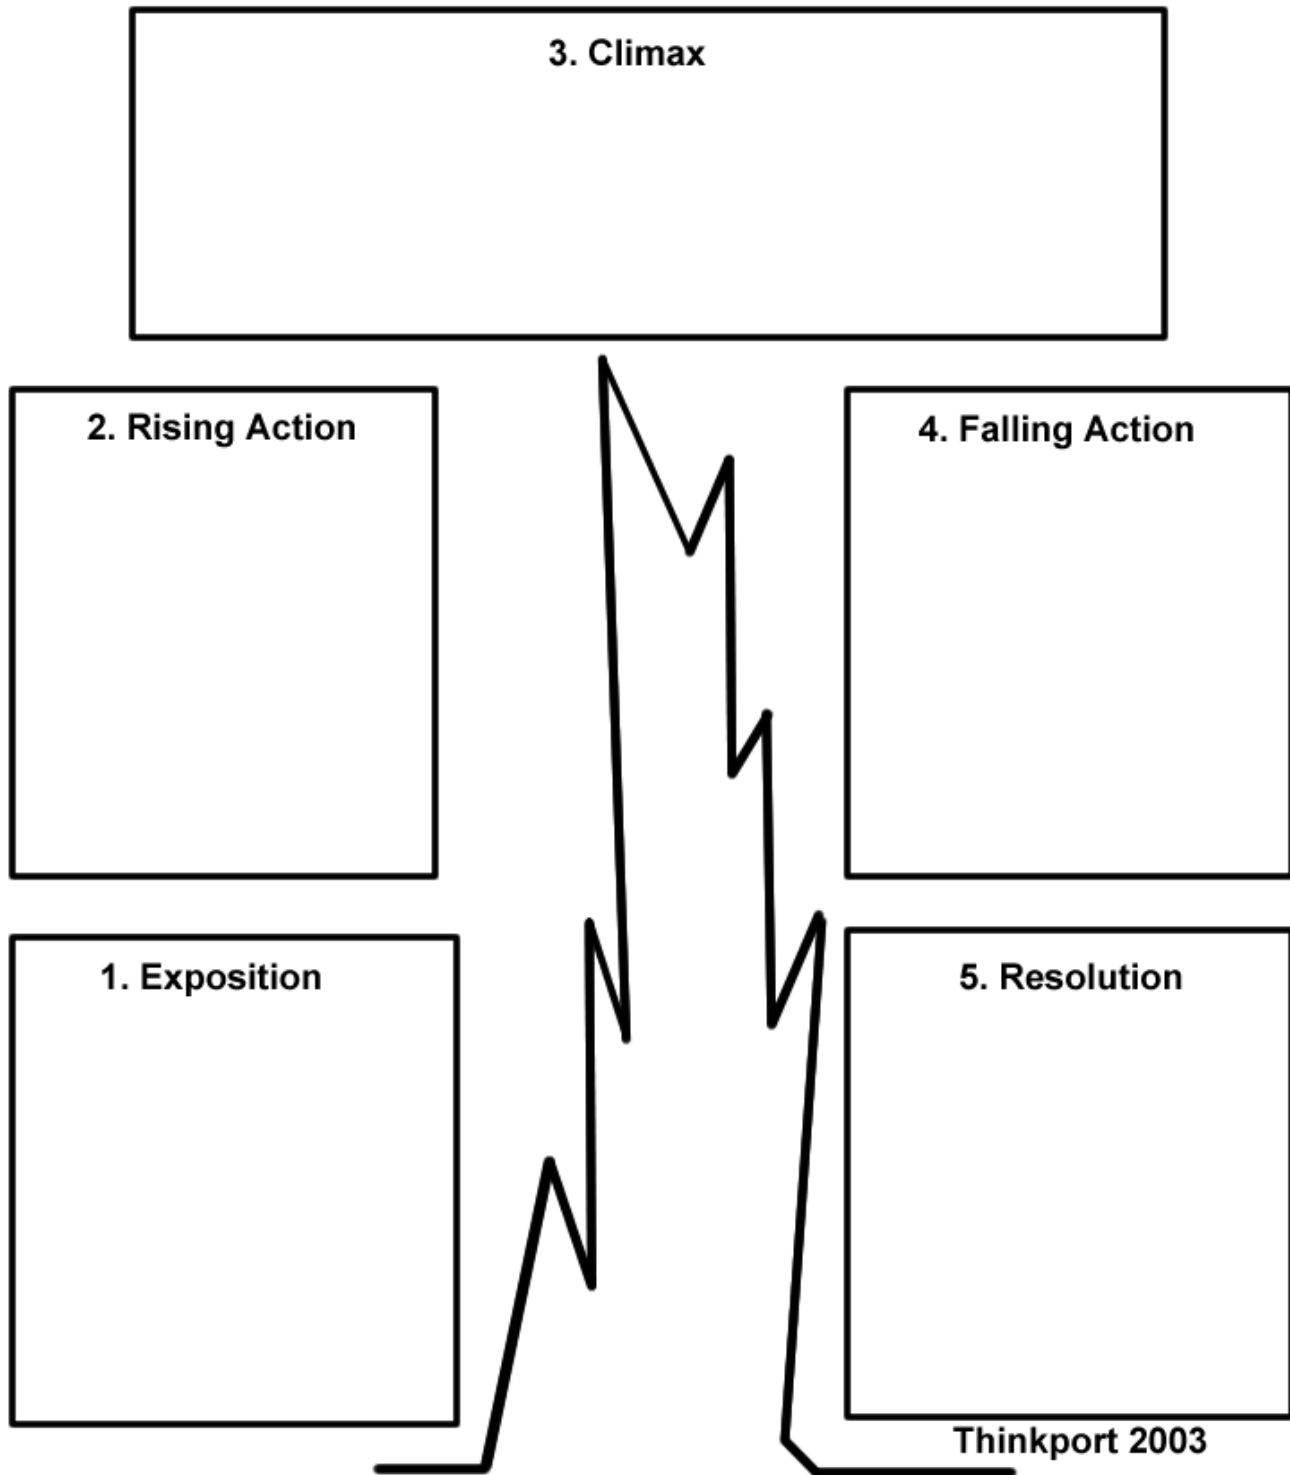 3. Climax
2. Rising Action
4. Falling Action
1. Exposition
5. Resolution
Thinkport 2003